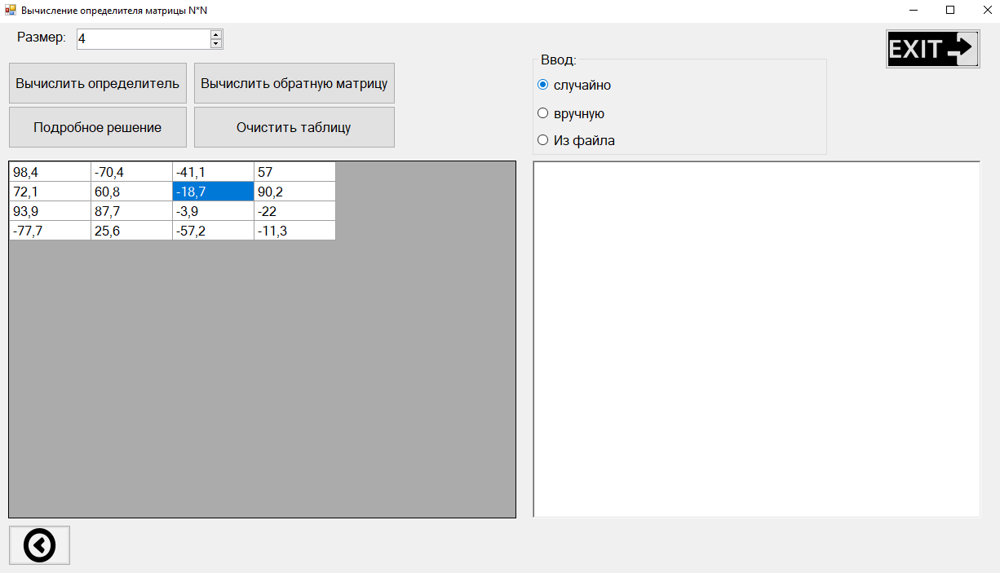 Вычисление определителя матрицы N*N
Размер: 4
EXIT
Вычислить определитель Вычислить обратную матрицу
Подробное решение Очистить таблицу
Ввод:
случайно
вручную
Из файла
98,4 -70,4 -41,1 57
72,1 60,8 -18,7 90,2
93,9 87,7 -3,9 -22
-77,7 25,6 -57,2 -11,3